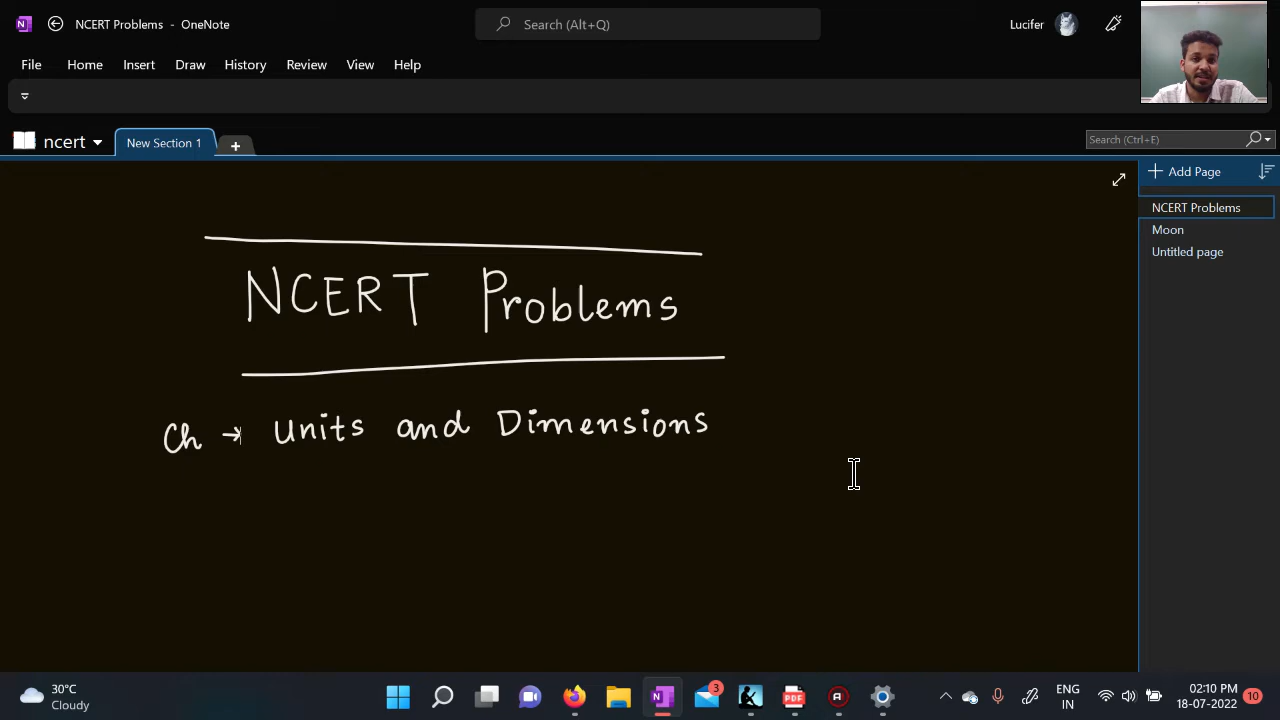 NCERT Problems - OneNote
Search (Alt+Q)
Lucifer
File Home Insert Draw History Review View Help
ncert
New Section 1
+
Search (Ctrl+E)
Add Page
NCERT Problems
Moon
Untitled page
NCERT Problems
Ch → Units and Dimensions
30°C
Cloudy
3
ENG
IN
02:10 PM
18-07-2022
10